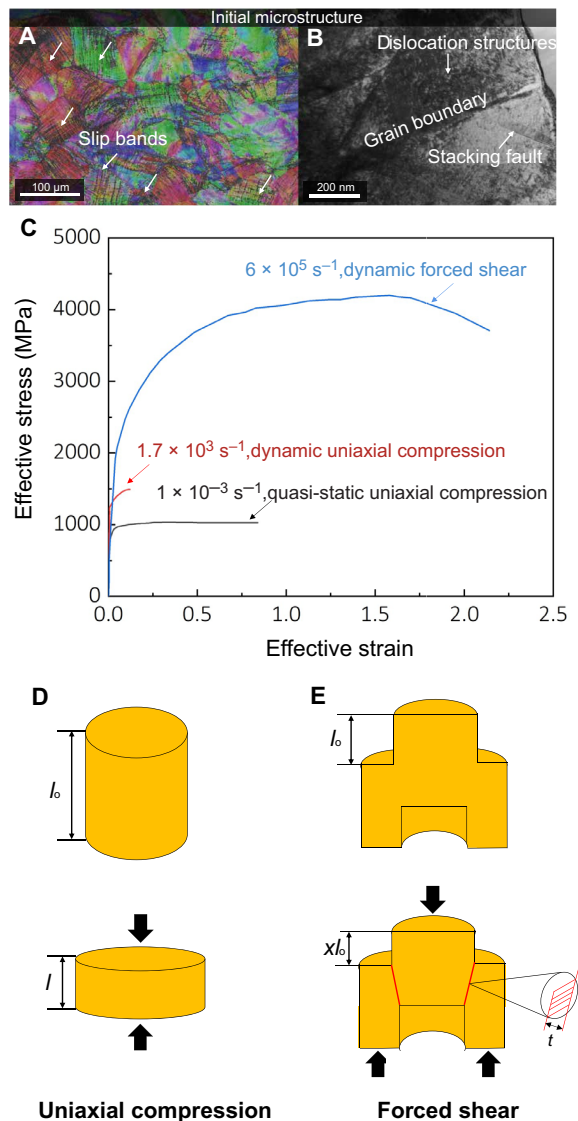 Initial microstructure
A
Slip bands
100 μm
B
Dislocation structures
Grain boundary
Stacking fault
200 nm
C
Effective stress (MPa)
5000
4000
3000
2000
1000
0
6 × 10⁵ s⁻¹,dynamic forced shear
1.7 × 10³ s⁻¹,dynamic uniaxial compression
1 × 10⁻³ s⁻¹,quasi-static uniaxial compression
0.0 0.5 1.0 1.5 2.0 2.5
Effective strain
D
lₒ
l
Uniaxial compression
E
lₒ
xlₒ
t
Forced shear